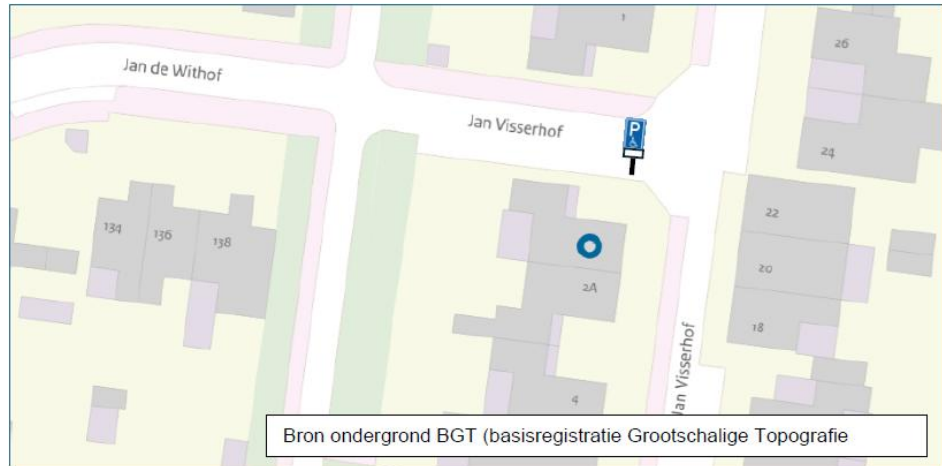 1
26
Jan de Withof
Jan Visserhof
P
24
134
136
138
22
2A
20
18
Jan Visserhof
4
Bron ondergrond BGT (basisregistratie Grootschalige Topografie